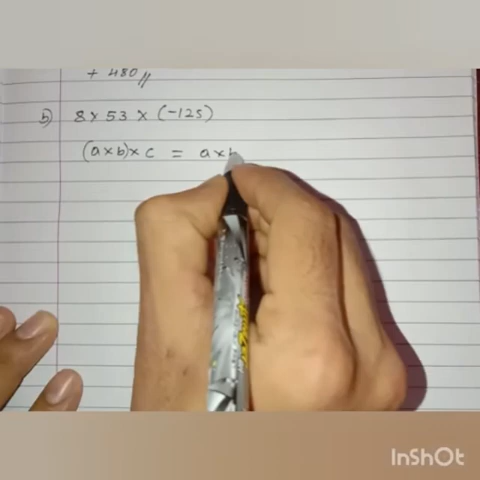 + 480 //
b) 8 × 53 × (-125)
(a × b) × c = a × b
InShOt